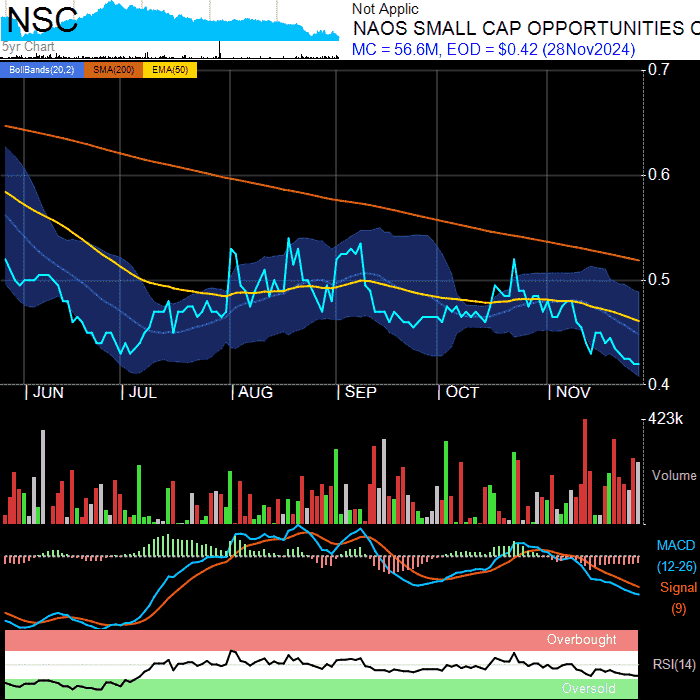 NSC
5yr Chart
Not Applic
NAOS SMALL CAP OPPORTUNITIES C
MC = 56.6M, EOD = $0.42 (28Nov2024)
BollBands(20,2) SMA(200) EMA(50)
0.7
0.6
0.5
0.4
JUN JUL AUG SEP OCT NOV
423k
Volume
MACD
(12-26)
Signal
(9)
Overbought
RSI(14)
Oversold